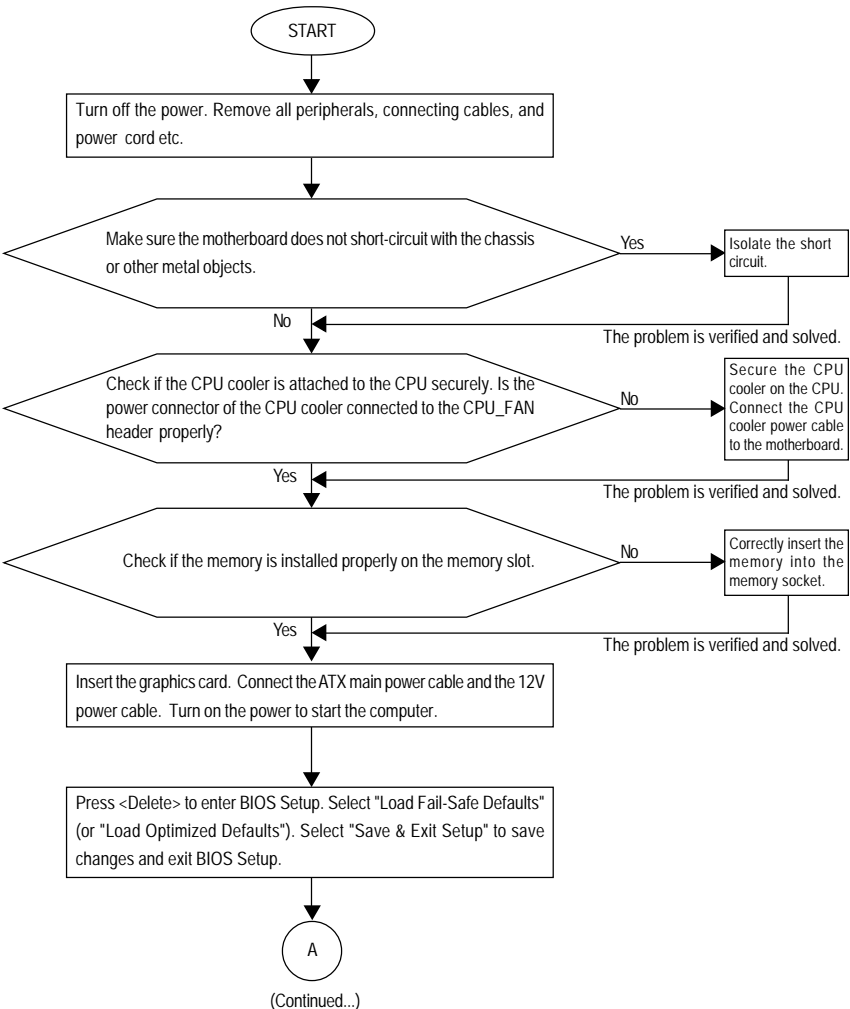 START
Turn off the power. Remove all peripherals, connecting cables, and
power cord etc.
Make sure the motherboard does not short-circuit with the chassis
or other metal objects.
Yes
Isolate the short
circuit.
No
The problem is verified and solved.
Check if the CPU cooler is attached to the CPU securely. Is the
power connector of the CPU cooler connected to the CPU_FAN
header properly?
No
Secure the CPU
cooler on the CPU.
Connect the CPU
cooler power cable
to the motherboard.
Yes
The problem is verified and solved.
Check if the memory is installed properly on the memory slot.
No
Correctly insert the
memory into the
memory socket.
Yes
The problem is verified and solved.
Insert the graphics card. Connect the ATX main power cable and the 12V
power cable. Turn on the power to start the computer.
Press <Delete> to enter BIOS Setup. Select "Load Fail-Safe Defaults"
(or "Load Optimized Defaults"). Select "Save & Exit Setup" to save
changes and exit BIOS Setup.
A
(Continued...)